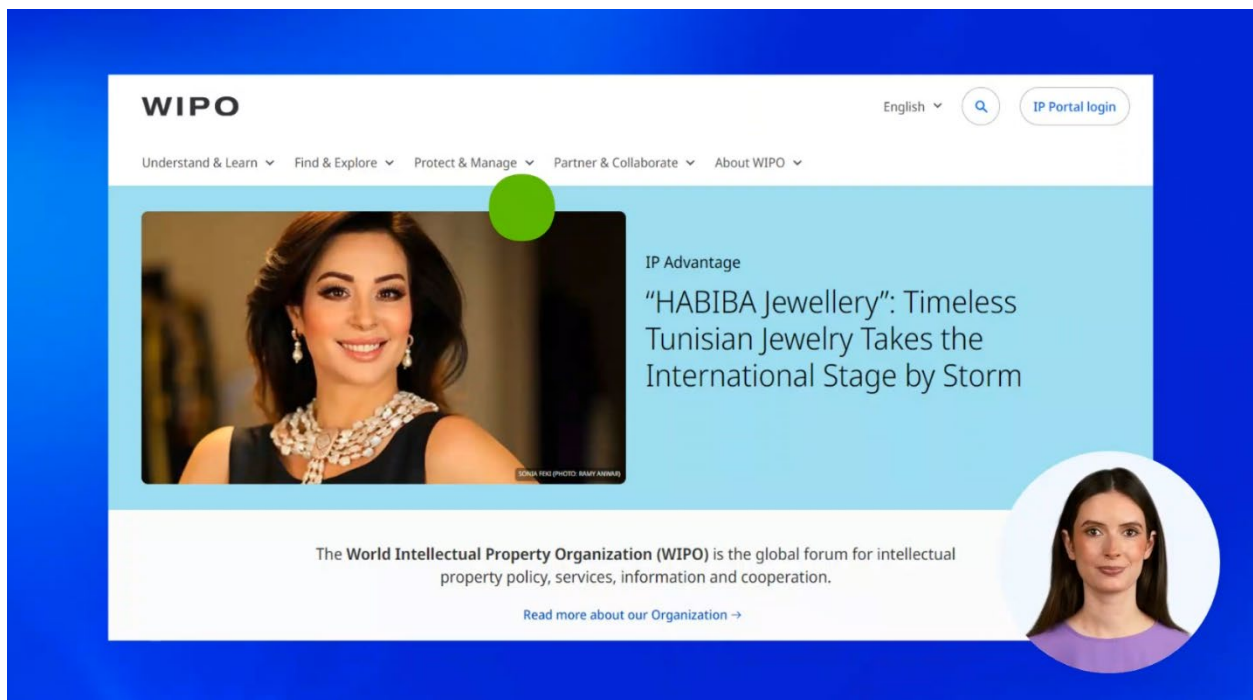 WIPO
English
IP Portal login
Understand & Learn
Find & Explore
Protect & Manage
Partner & Collaborate
About WIPO
IP Advantage
“HABIBA Jewellery”: Timeless
Tunisian Jewelry Takes the
International Stage by Storm
SONIA FEKI (PHOTO: RAMY ANWAR)
The World Intellectual Property Organization (WIPO) is the global forum for intellectual
property policy, services, information and cooperation.
Read more about our Organization →